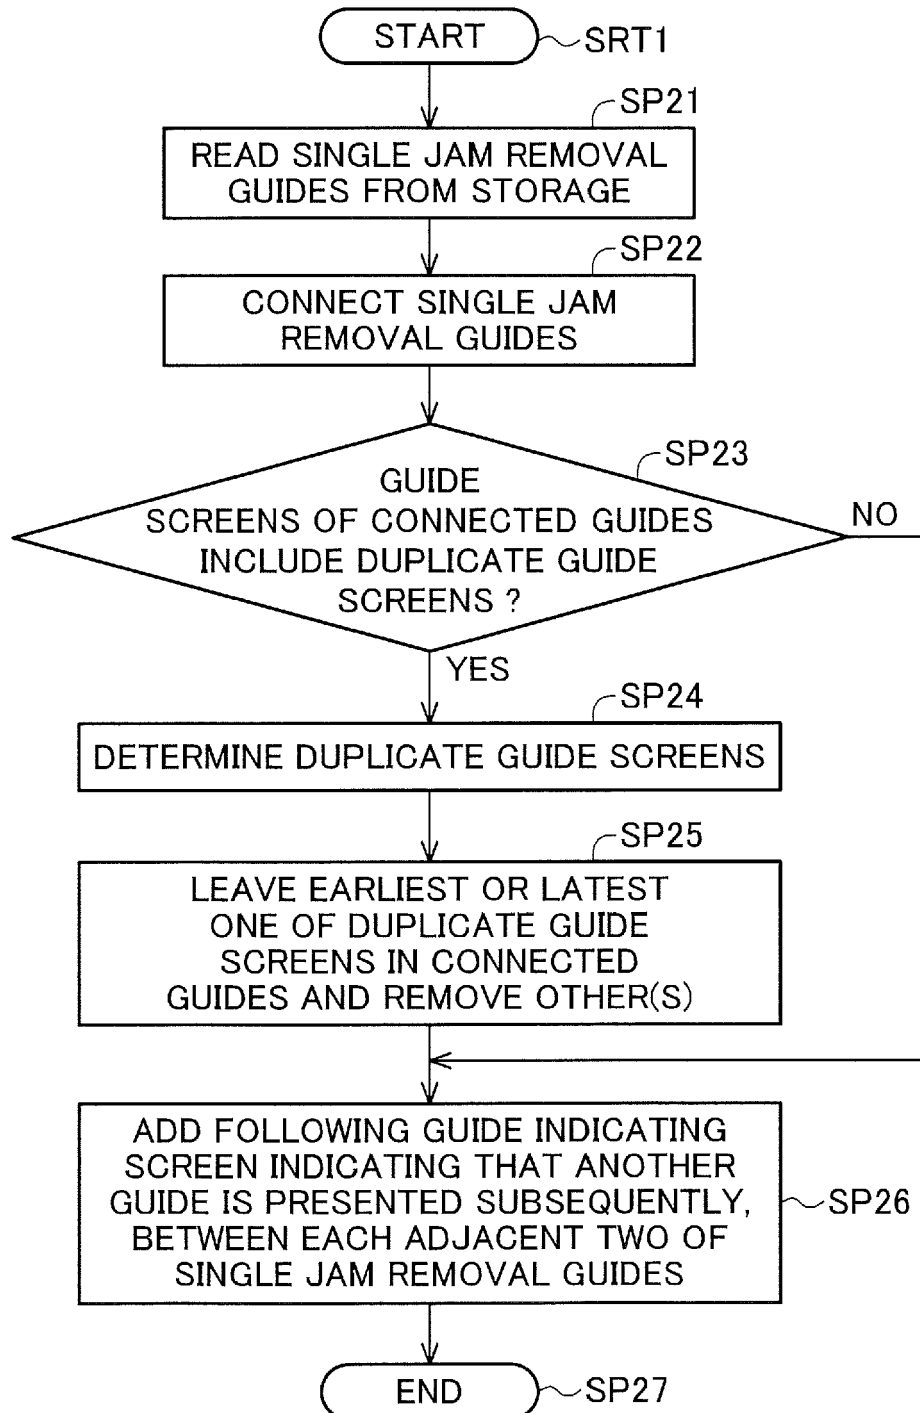 START
SRT1
SP21
READ SINGLE JAM REMOVAL
GUIDES FROM STORAGE
SP22
CONNECT SINGLE JAM
REMOVAL GUIDES
SP23
GUIDE
SCREENS OF CONNECTED GUIDES
INCLUDE DUPLICATE GUIDE
SCREENS ?
NO
YES
SP24
DETERMINE DUPLICATE GUIDE SCREENS
SP25
LEAVE EARLIEST OR LATEST
ONE OF DUPLICATE GUIDE
SCREENS IN CONNECTED
GUIDES AND REMOVE OTHER(S)
ADD FOLLOWING GUIDE INDICATING
SCREEN INDICATING THAT ANOTHER
GUIDE IS PRESENTED SUBSEQUENTLY,
BETWEEN EACH ADJACENT TWO OF
SINGLE JAM REMOVAL GUIDES
SP26
END
SP27